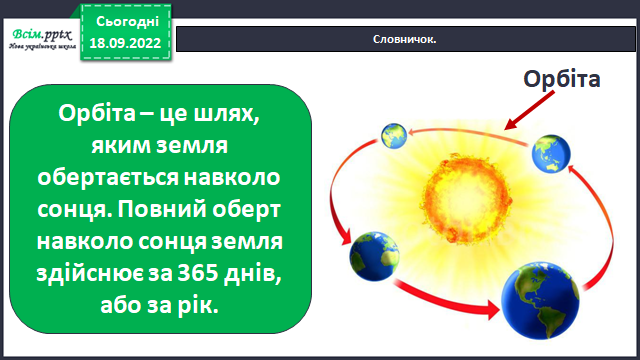 Всім.pptx
Нова українська школа
Сьогодні
18.09.2022
Словничок.
Орбіта
Орбіта – це шлях,
яким земля
обертається навколо
сонця. Повний оберт
навколо сонця земля
здійснює за 365 днів,
або за рік.